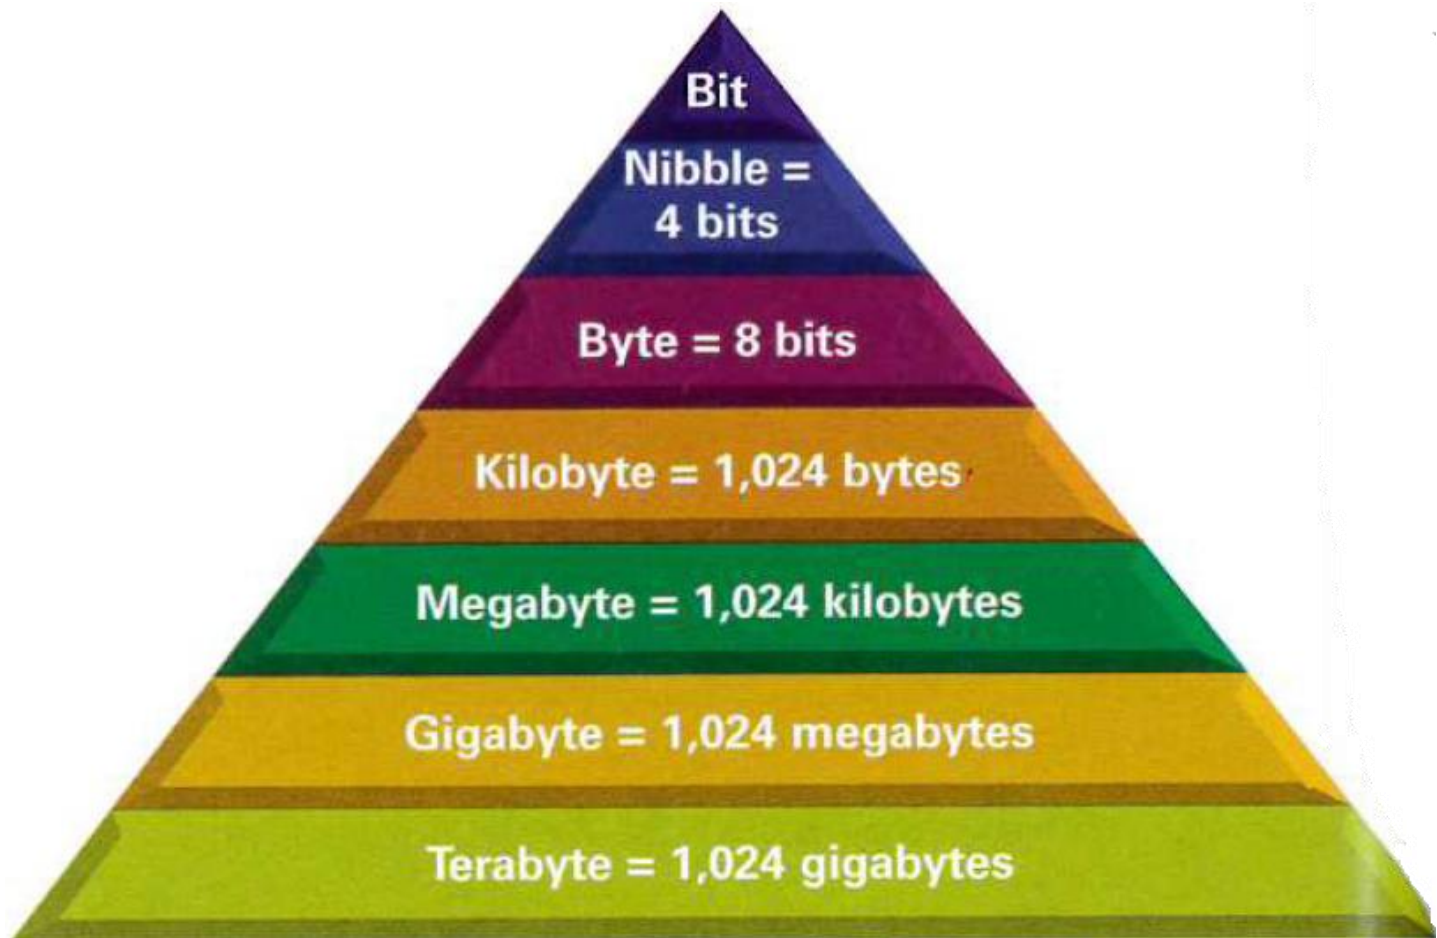 Bit
Nibble =
4 bits
Byte = 8 bits
Kilobyte = 1,024 bytes
Megabyte = 1,024 kilobytes
Gigabyte = 1,024 megabytes
Terabyte = 1,024 gigabytes